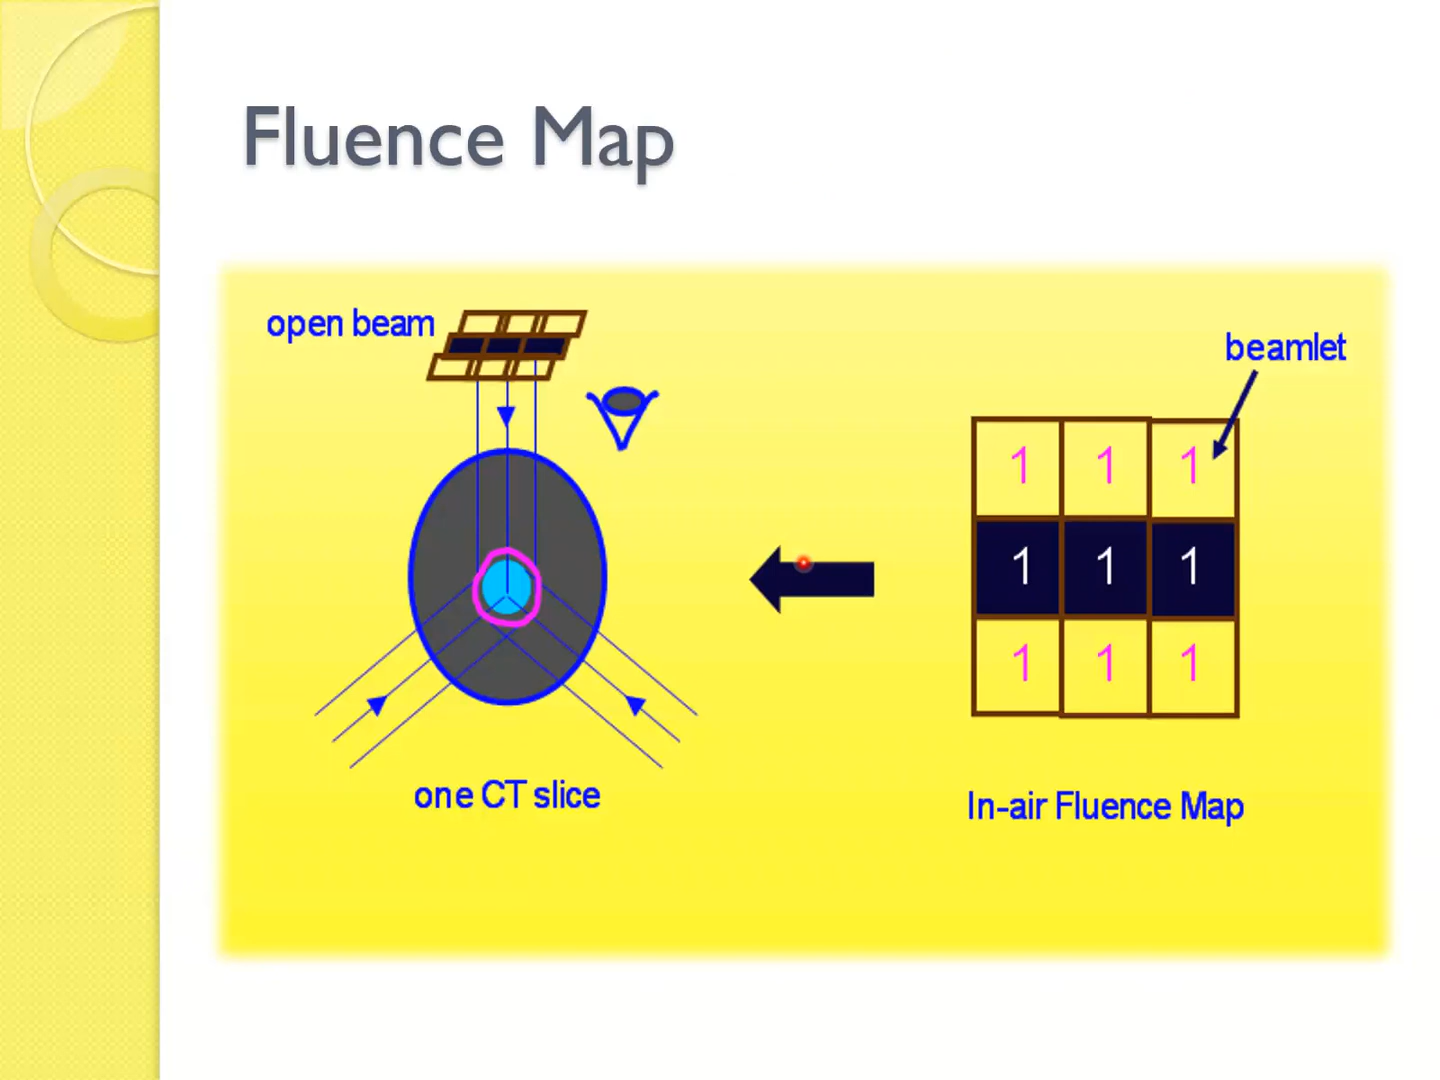 Fluence Map
open beam
beamlet
1 1 1
1 1 1
1 1 1
one CT slice
In-air Fluence Map